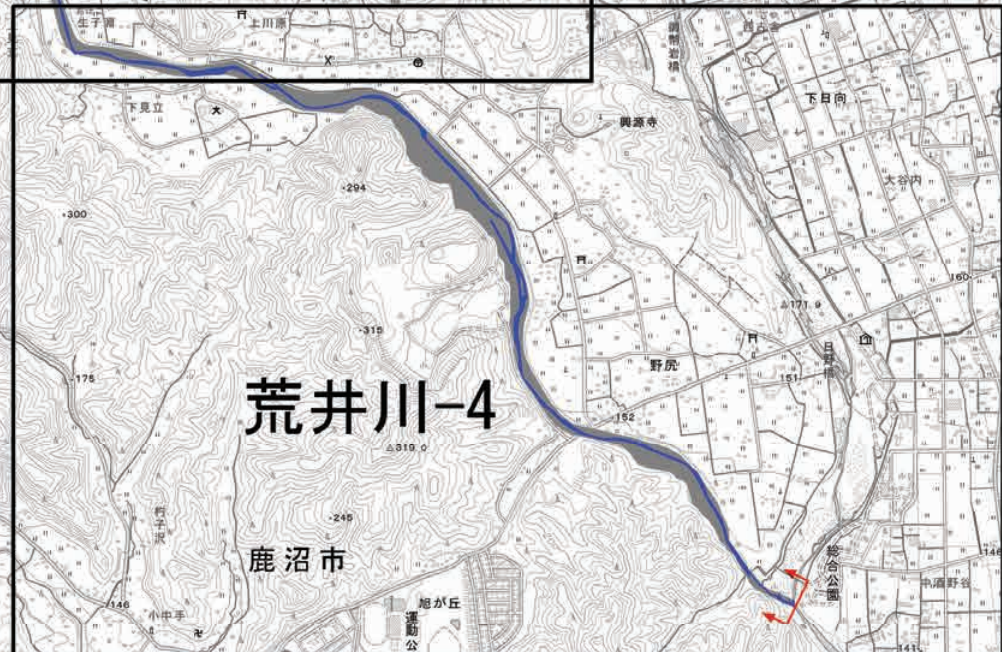 生子
上川原
下見立
興源寺
下日向
大谷内
・294
・300
160
△171.9
・315
日野橋
・175
野尻
151
荒井川-4
152
△319.0
・245
鹿沼市
総合公園
146
中酒野谷
旭が丘
運動公
146
小中手
141